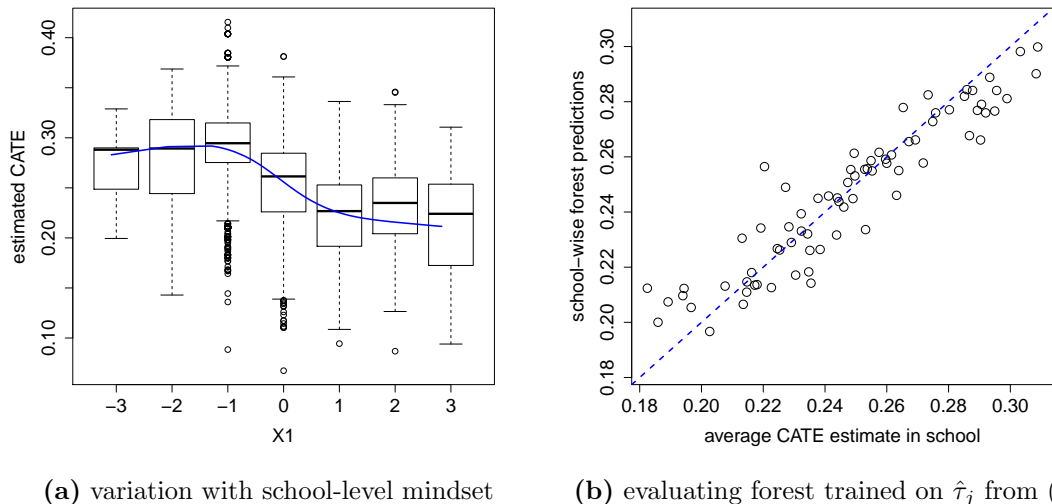 estimated CATE
0.10 0.20 0.30 0.40
−3 −2 −1 0 1 2 3
X1
(a) variation with school-level mindset
school−wise forest predictions
0.18 0.20 0.22 0.24 0.26 0.28 0.30
0.18 0.20 0.22 0.24 0.26 0.28 0.30
average CATE estimate in school
(b) evaluating forest trained on τ̂j from (